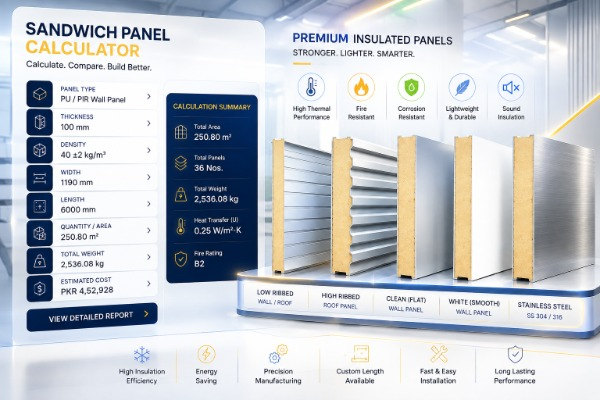 SANDWICH PANEL
CALCULATOR
Calculate. Compare. Build Better.
PANEL TYPE
PU / PIR Wall Panel
THICKNESS
100 mm
DENSITY
40 ±2 kg/m³
WIDTH
1190 mm
LENGTH
6000 mm
QUANTITY / AREA
250.80 m²
TOTAL WEIGHT
2,536.08 kg
ESTIMATED COST
PKR 4,52,928
VIEW DETAILED REPORT
CALCULATION SUMMARY
Total Area
250.80 m²
Total Panels
36 Nos.
Total Weight
2,536.08 kg
Heat Transfer (U)
0.25 W/m²·K
Fire Rating
B2
PREMIUM INSULATED PANELS
STRONGER. LIGHTER. SMARTER.
High Thermal
Performance
Fire
Resistant
Corrosion
Resistant
Lightweight
& Durable
Sound
Insulation
LOW RIBBED
WALL / ROOF
HIGH RIBBED
ROOF PANEL
CLEAN (FLAT)
WALL PANEL
WHITE (SMOOTH)
WALL PANEL
STAINLESS STEEL
SS 304 / 316
High Insulation
Efficiency
Energy
Saving
Precision
Manufacturing
Custom Length
Available
Fast & Easy
Installation
Long Lasting
Performance